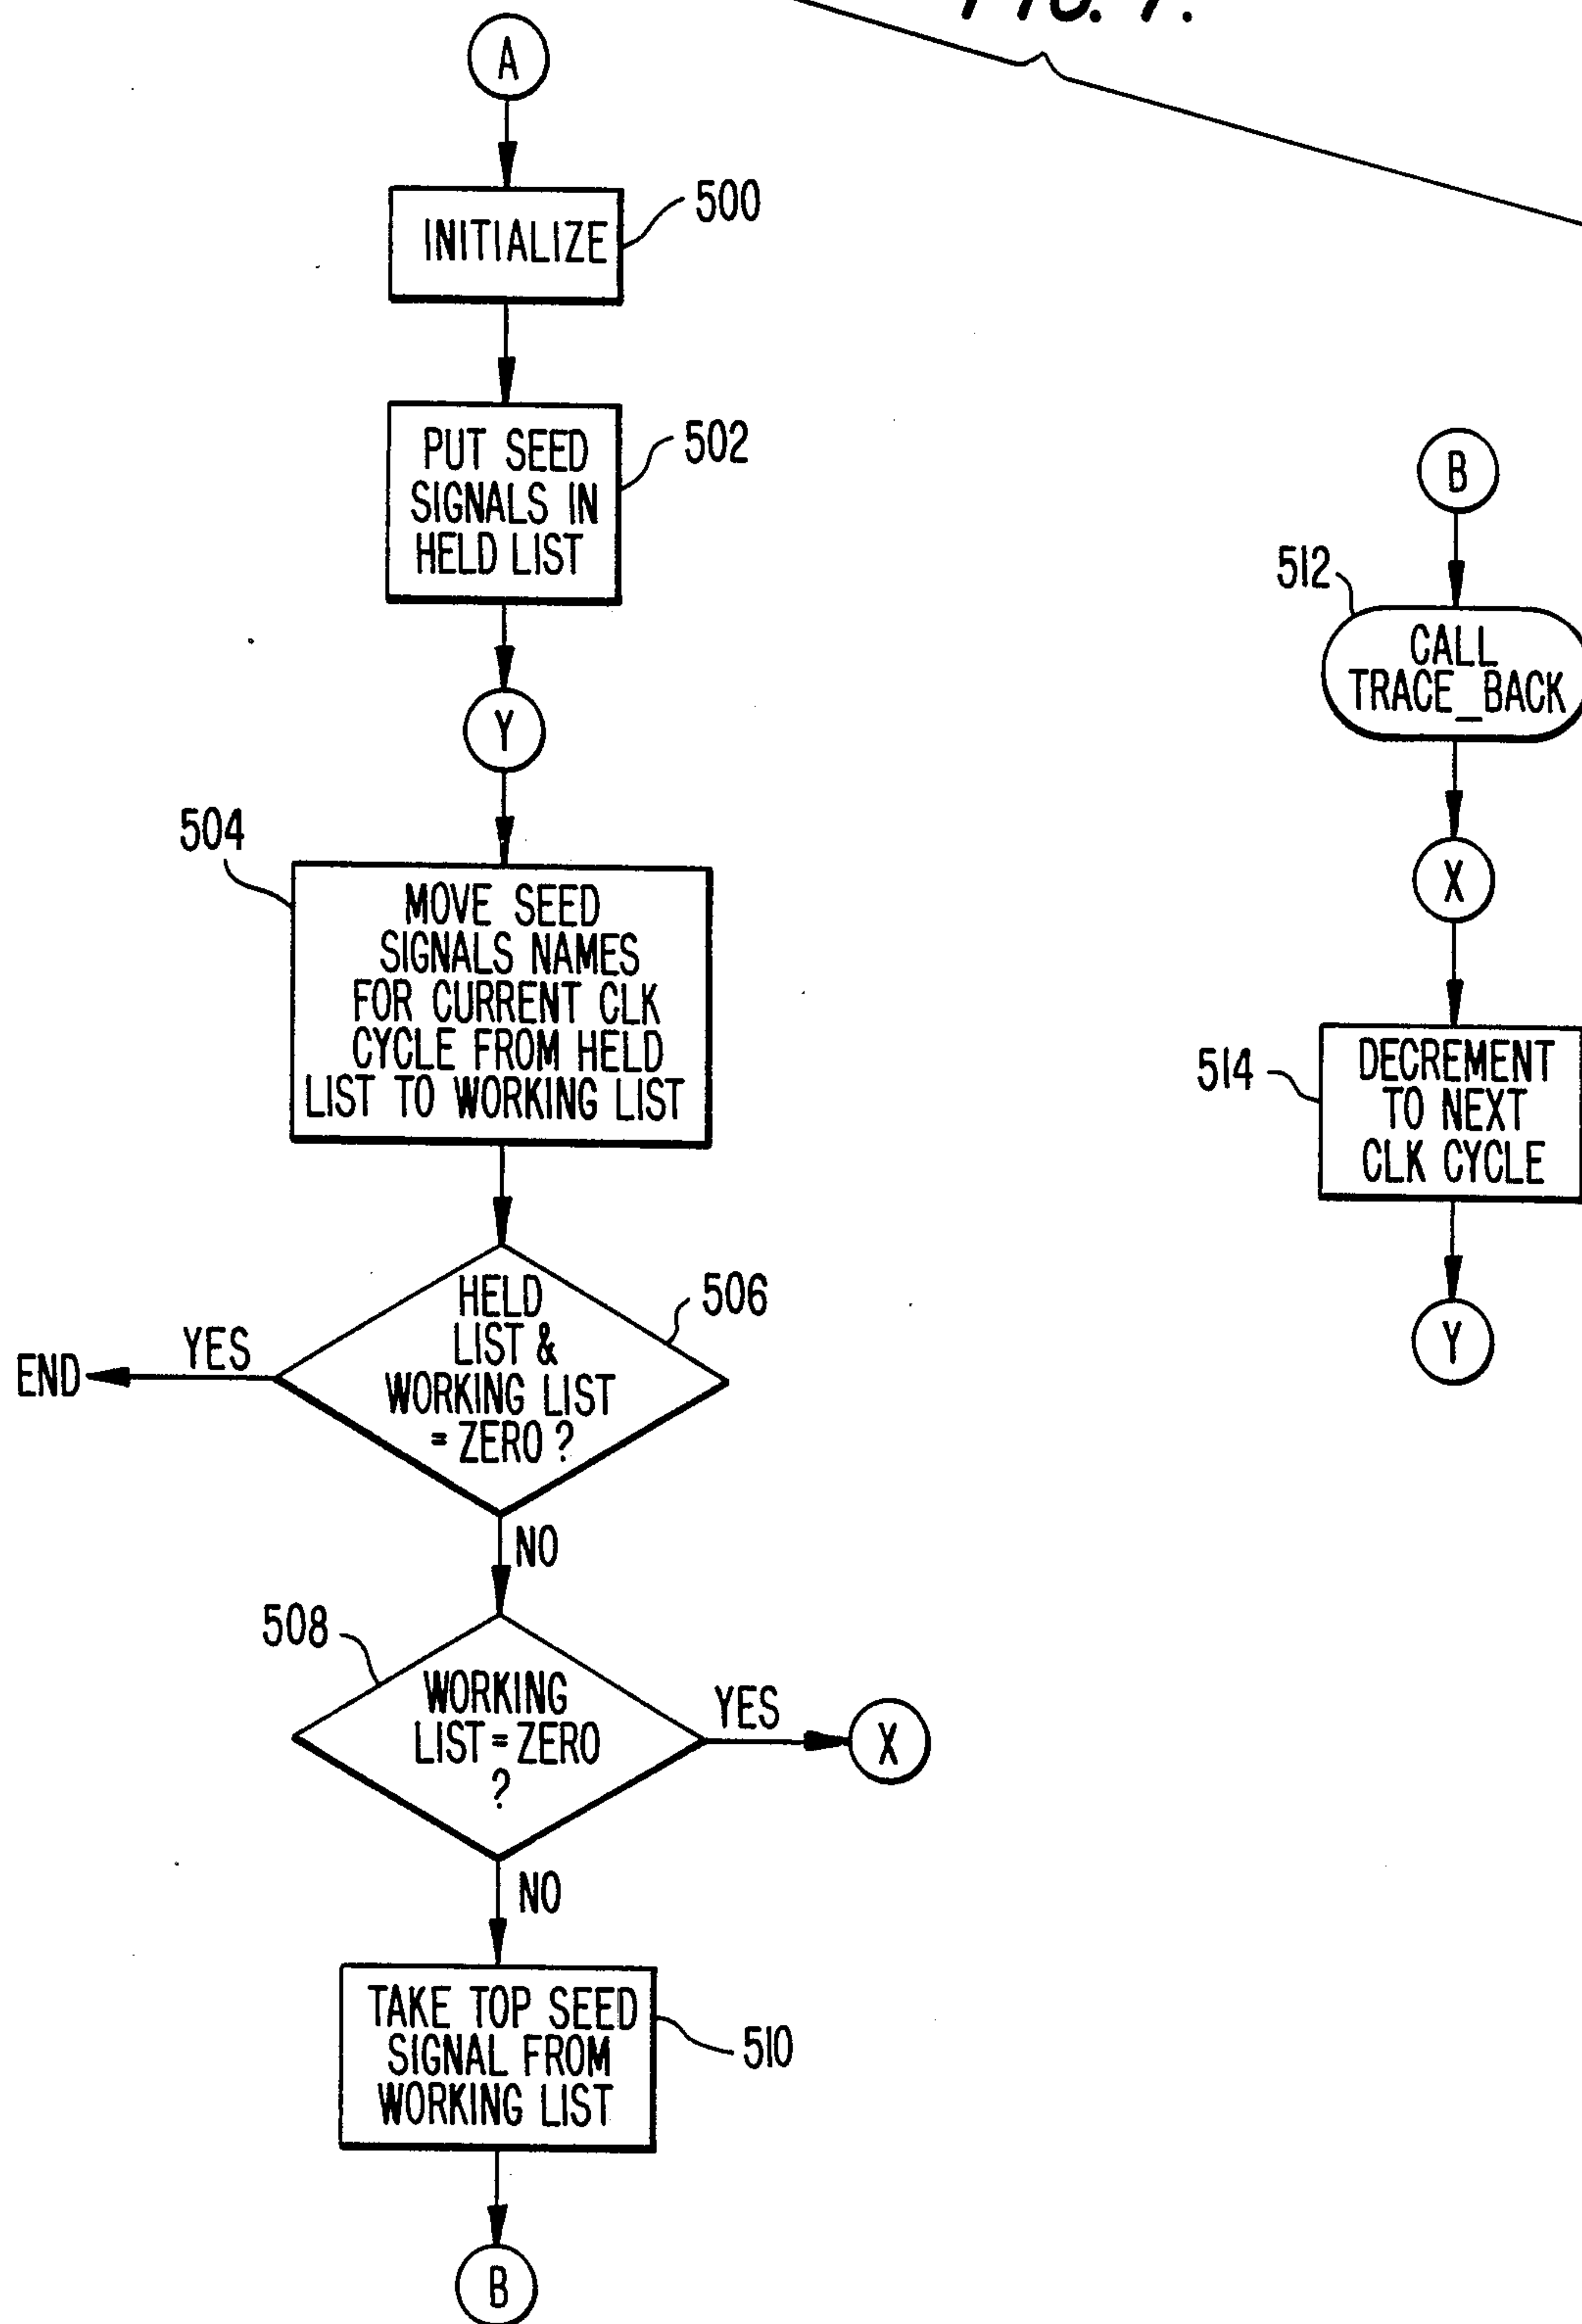 A
INITIALIZE
500
PUT SEED
SIGNALS IN
HELD LIST
502
Y
504
MOVE SEED
SIGNALS NAMES
FOR CURRENT CLK
CYCLE FROM HELD
LIST TO WORKING LIST
HELD
LIST &
WORKING LIST
= ZERO ?
506
YES
END
NO
508
WORKING
LIST = ZERO
?
YES
X
NO
TAKE TOP SEED
SIGNAL FROM
WORKING LIST
510
B
B
512
CALL
TRACE_BACK
X
514
DECREMENT
TO NEXT
CLK CYCLE
Y